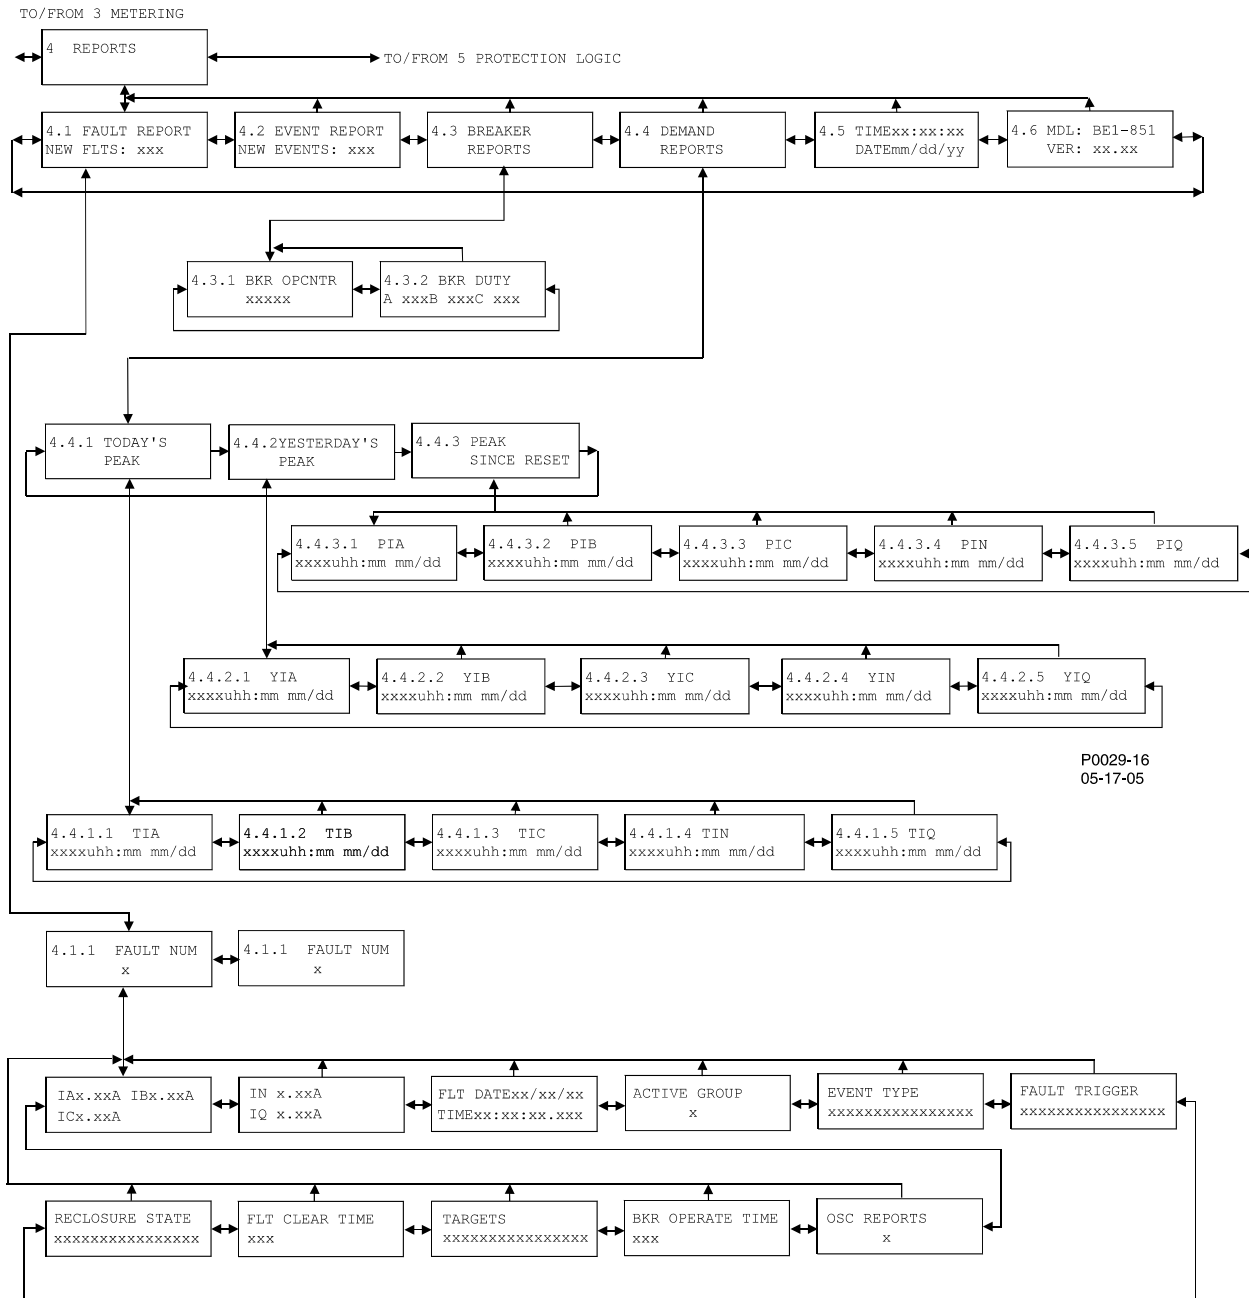 TO/FROM 3 METERING
4 REPORTS
TO/FROM 5 PROTECTION LOGIC
4.1 FAULT REPORT
NEW FLTS: xxx
4.2 EVENT REPORT
NEW EVENTS: xxx
4.3 BREAKER
REPORTS
4.4 DEMAND
REPORTS
4.5 TIMExx:xx:xx
DATEmm/dd/yy
4.6 MDL: BE1-851
VER: xx.xx
4.3.1 BKR OPCNTR
xxxxx
4.3.2 BKR DUTY
A xxxB xxxC xxx
4.4.1 TODAY'S
PEAK
4.4.2YESTERDAY'S
PEAK
4.4.3 PEAK
SINCE RESET
4.4.3.1 PIA
xxxxuhh:mm mm/dd
4.4.3.2 PIB
xxxxuhh:mm mm/dd
4.4.3.3 PIC
xxxxuhh:mm mm/dd
4.4.3.4 PIN
xxxxuhh:mm mm/dd
4.4.3.5 PIQ
xxxxuhh:mm mm/dd
4.4.2.1 YIA
xxxxuhh:mm mm/dd
4.4.2.2 YIB
xxxxuhh:mm mm/dd
4.4.2.3 YIC
xxxxuhh:mm mm/dd
4.4.2.4 YIN
xxxxuhh:mm mm/dd
4.4.2.5 YIQ
xxxxuhh:mm mm/dd
P0029-16
05-17-05
4.4.1.1 TIA
xxxxuhh:mm mm/dd
4.4.1.2 TIB
xxxxuhh:mm mm/dd
4.4.1.3 TIC
xxxxuhh:mm mm/dd
4.4.1.4 TIN
xxxxuhh:mm mm/dd
4.4.1.5 TIQ
xxxxuhh:mm mm/dd
4.1.1 FAULT NUM
x
4.1.1 FAULT NUM
x
IAx.xxA IBx.xxA
ICx.xxA
IN x.xxA
IQ x.xxA
FLT DATExx/xx/xx
TIMExx:xx:xx.xxx
ACTIVE GROUP
x
EVENT TYPE
xxxxxxxxxxxxxxxx
FAULT TRIGGER
xxxxxxxxxxxxxxxx
RECLOSURE STATE
xxxxxxxxxxxxxxxx
FLT CLEAR TIME
xxx
TARGETS
xxxxxxxxxxxxxxxx
BKR OPERATE TIME
xxx
OSC REPORTS
x